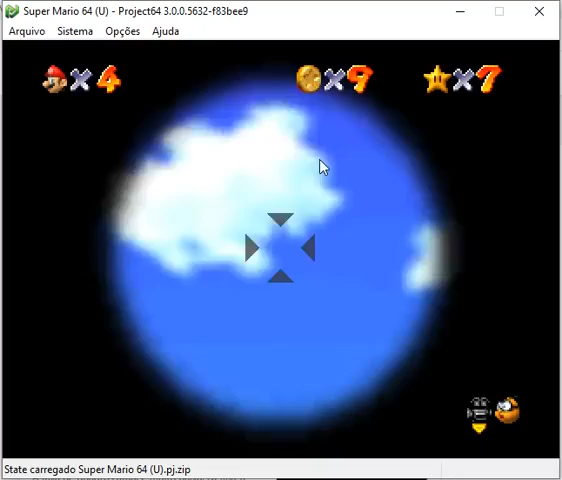 Super Mario 64 (U) - Project64 3.0.0.5632-f83bee9
Arquivo Sistema Opções Ajuda
×4 ×9 ×7
State carregado Super Mario 64 (U).pj.zip